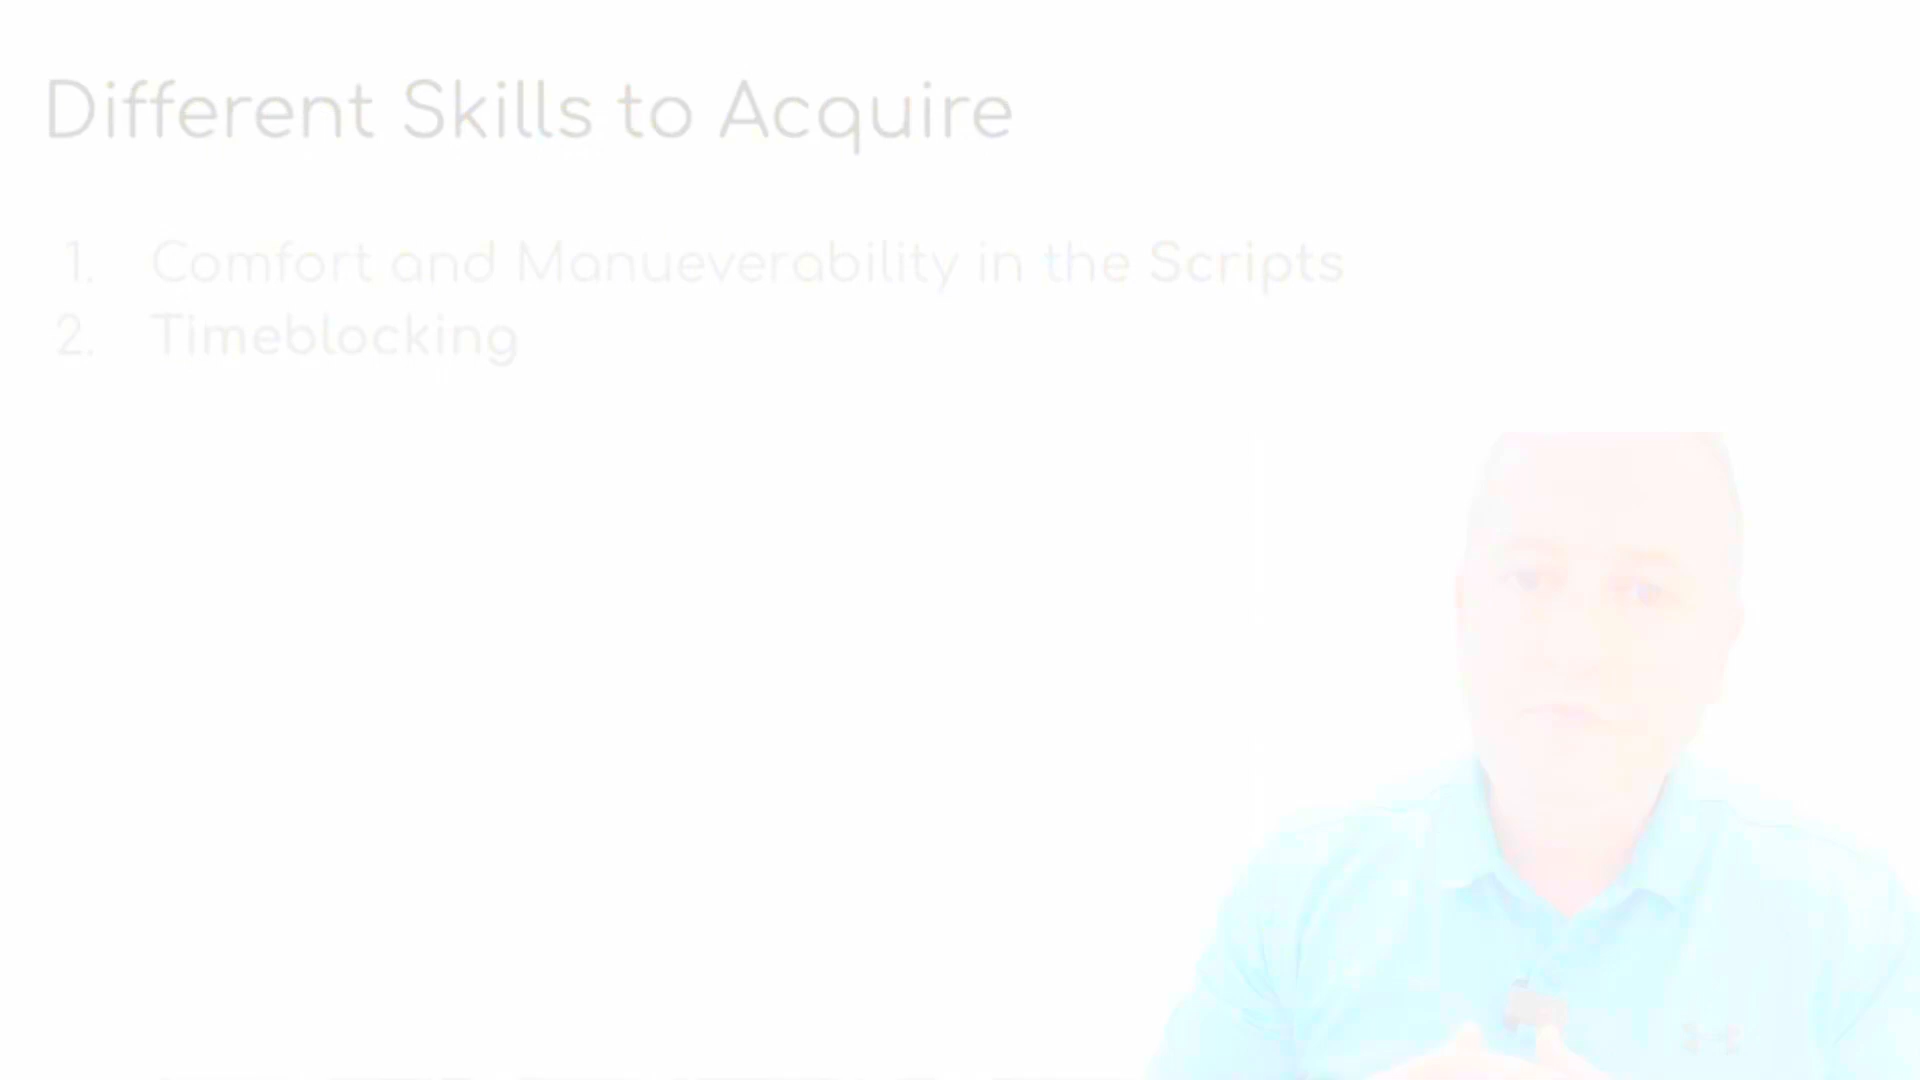 Different Skills to Acquire
1. Comfort and Manueverability in the Scripts
2. Timeblocking